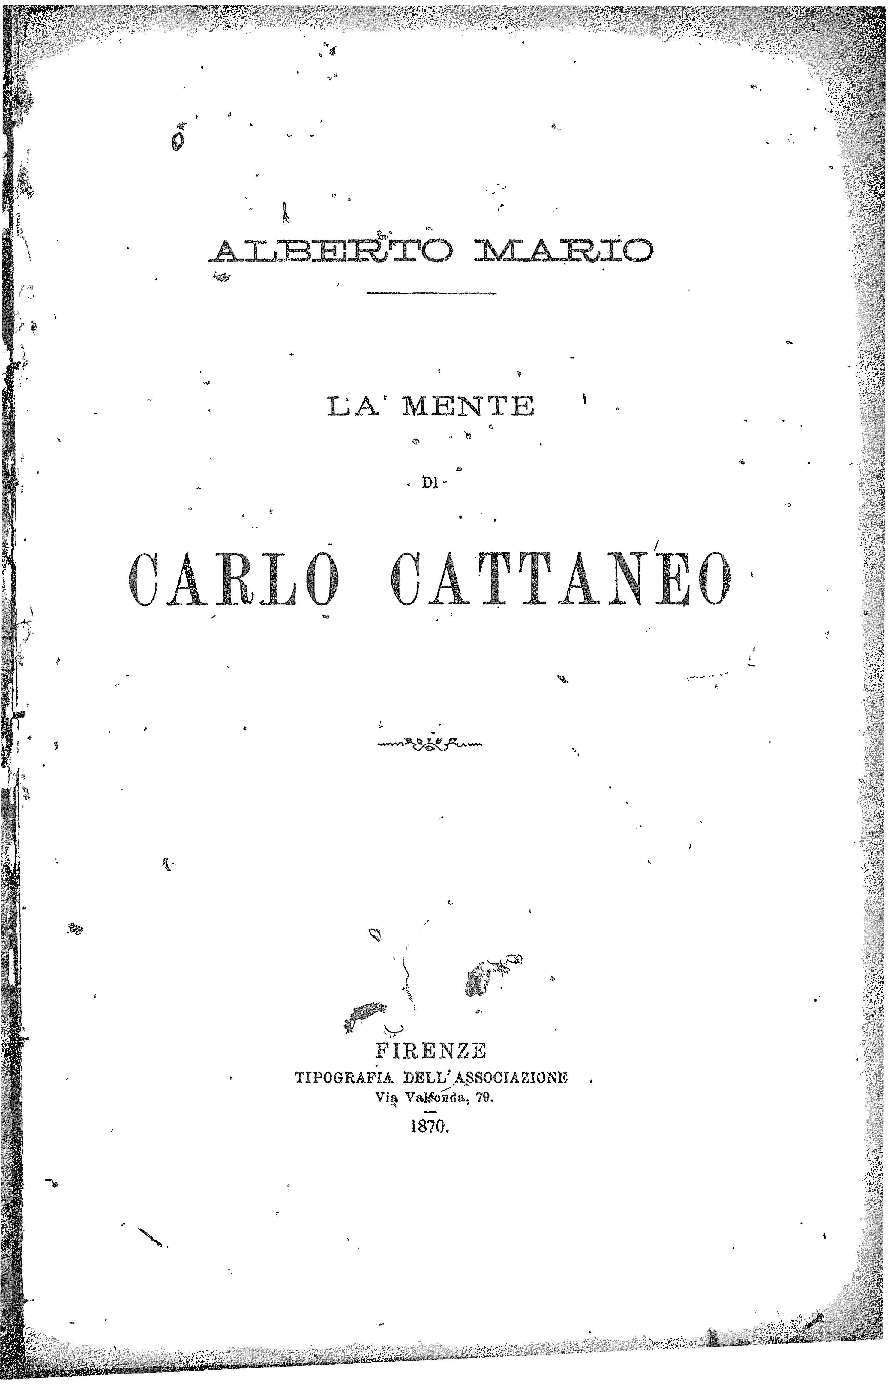 ALBERTO MARIO
LA MENTE
DI
CARLO CATTANEO
FIRENZE
TIPOGRAFIA DELL'ASSOCIAZIONE
Via Valfonda, 79.
1870.